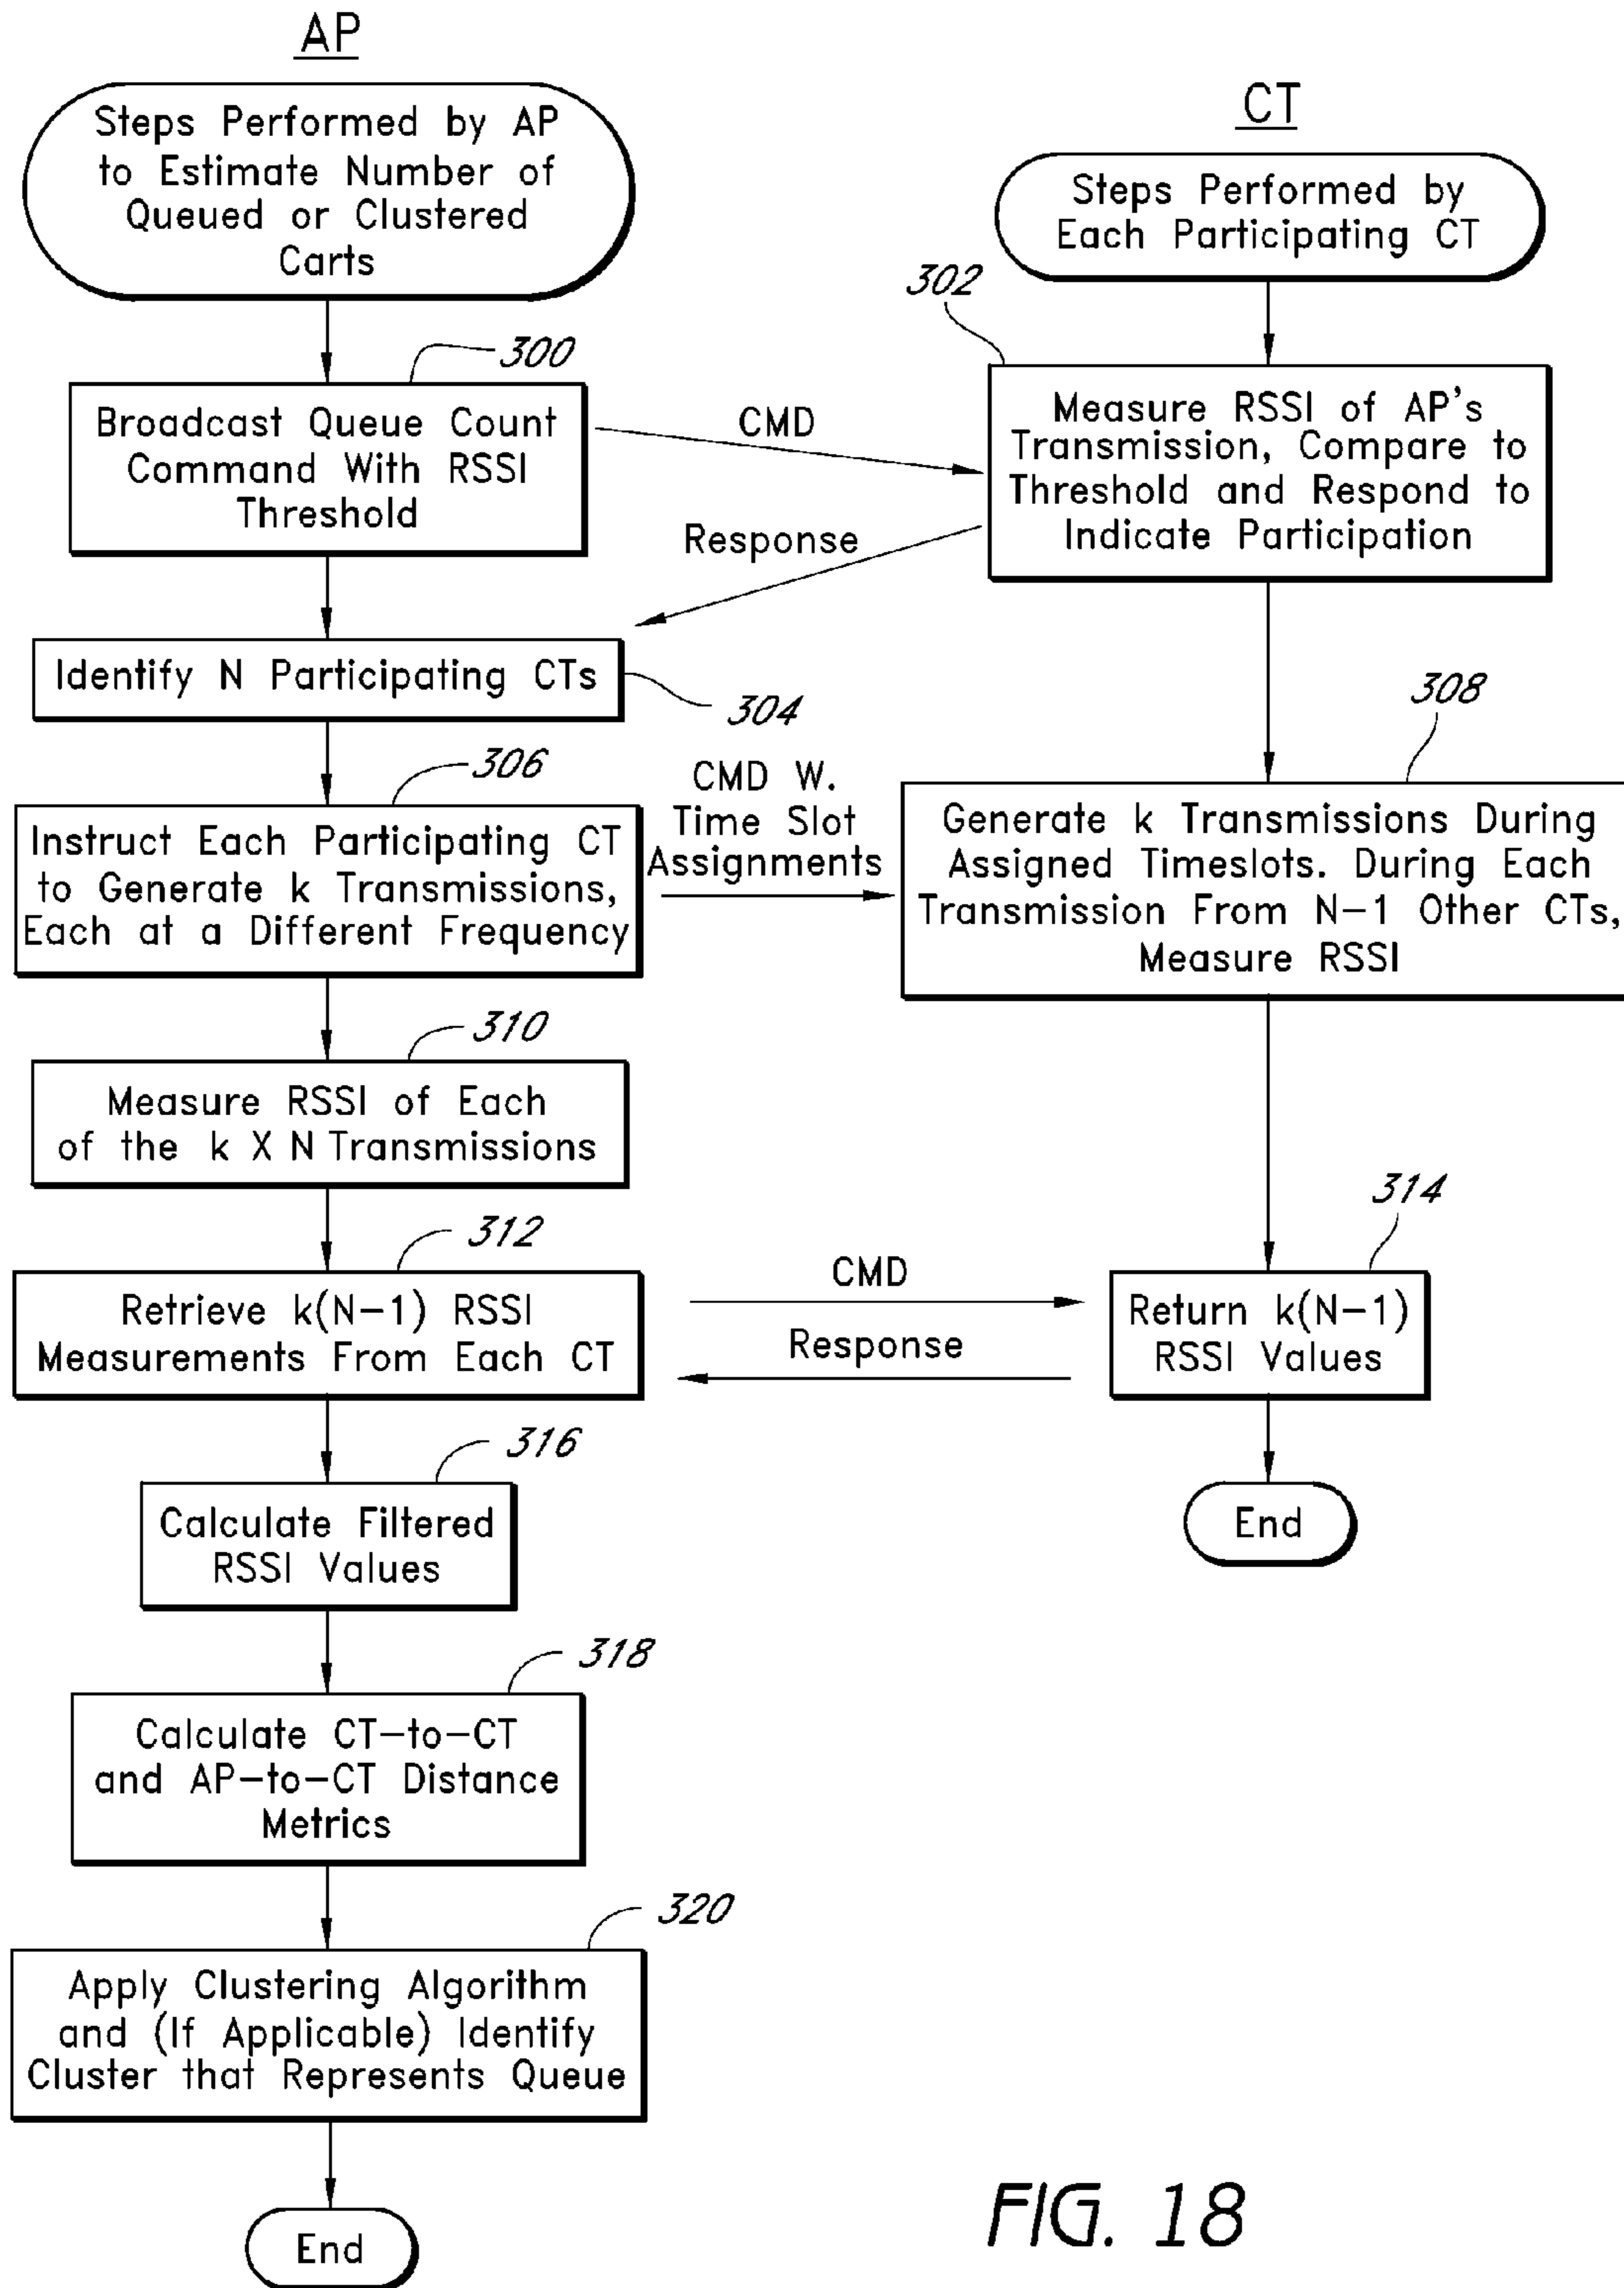 AP
Steps Performed by AP
to Estimate Number of
Queued or Clustered
Carts
CT
Steps Performed by
Each Participating CT
300
Broadcast Queue Count
Command With RSSI
Threshold
CMD
302
Measure RSSI of AP's
Transmission, Compare to
Threshold and Respond to
Indicate Participation
Response
Identify N Participating CTs
304
306
Instruct Each Participating CT
to Generate k Transmissions,
Each at a Different Frequency
CMD W.
Time Slot
Assignments
308
Generate k Transmissions During
Assigned Timeslots. During Each
Transmission From N-1 Other CTs,
Measure RSSI
310
Measure RSSI of Each
of the k X N Transmissions
312
Retrieve k(N-1) RSSI
Measurements From Each CT
CMD
Response
314
Return k(N-1)
RSSI Values
End
316
Calculate Filtered
RSSI Values
318
Calculate CT-to-CT
and AP-to-CT Distance
Metrics
320
Apply Clustering Algorithm
and (If Applicable) Identify
Cluster that Represents Queue
End
FIG. 18